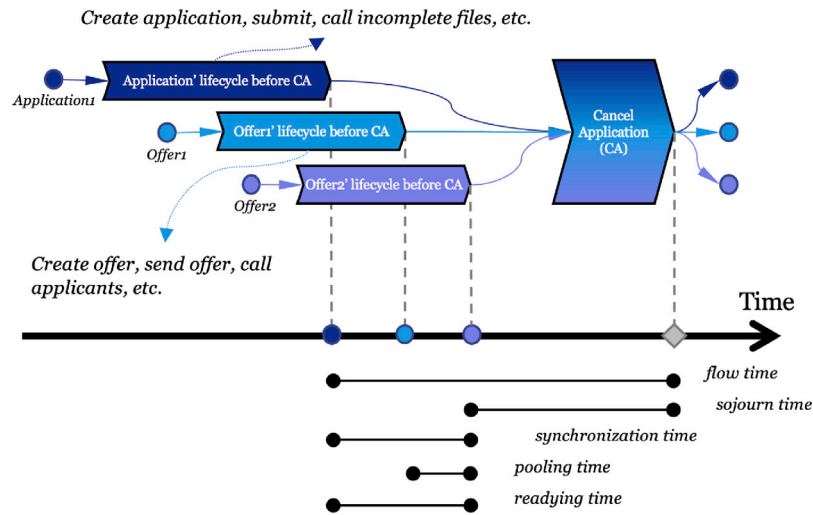 Create application, submit, call incomplete files, etc.
Application' lifecycle before CA
Application1
Offer1' lifecycle before CA
Offer1
Cancel
Application
(CA)
Offer2' lifecycle before CA
Offer2
Create offer, send offer, call
applicants, etc.
Time
flow time
sojourn time
synchronization time
pooling time
readying time